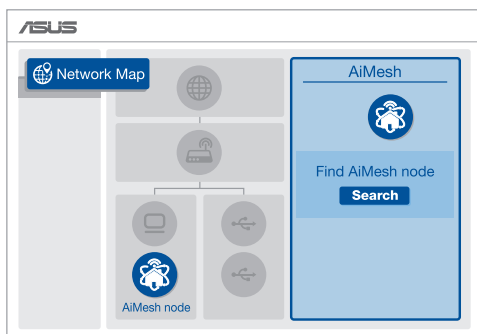 ASUS
Network Map
AiMesh
Find AiMesh node
Search
AiMesh node